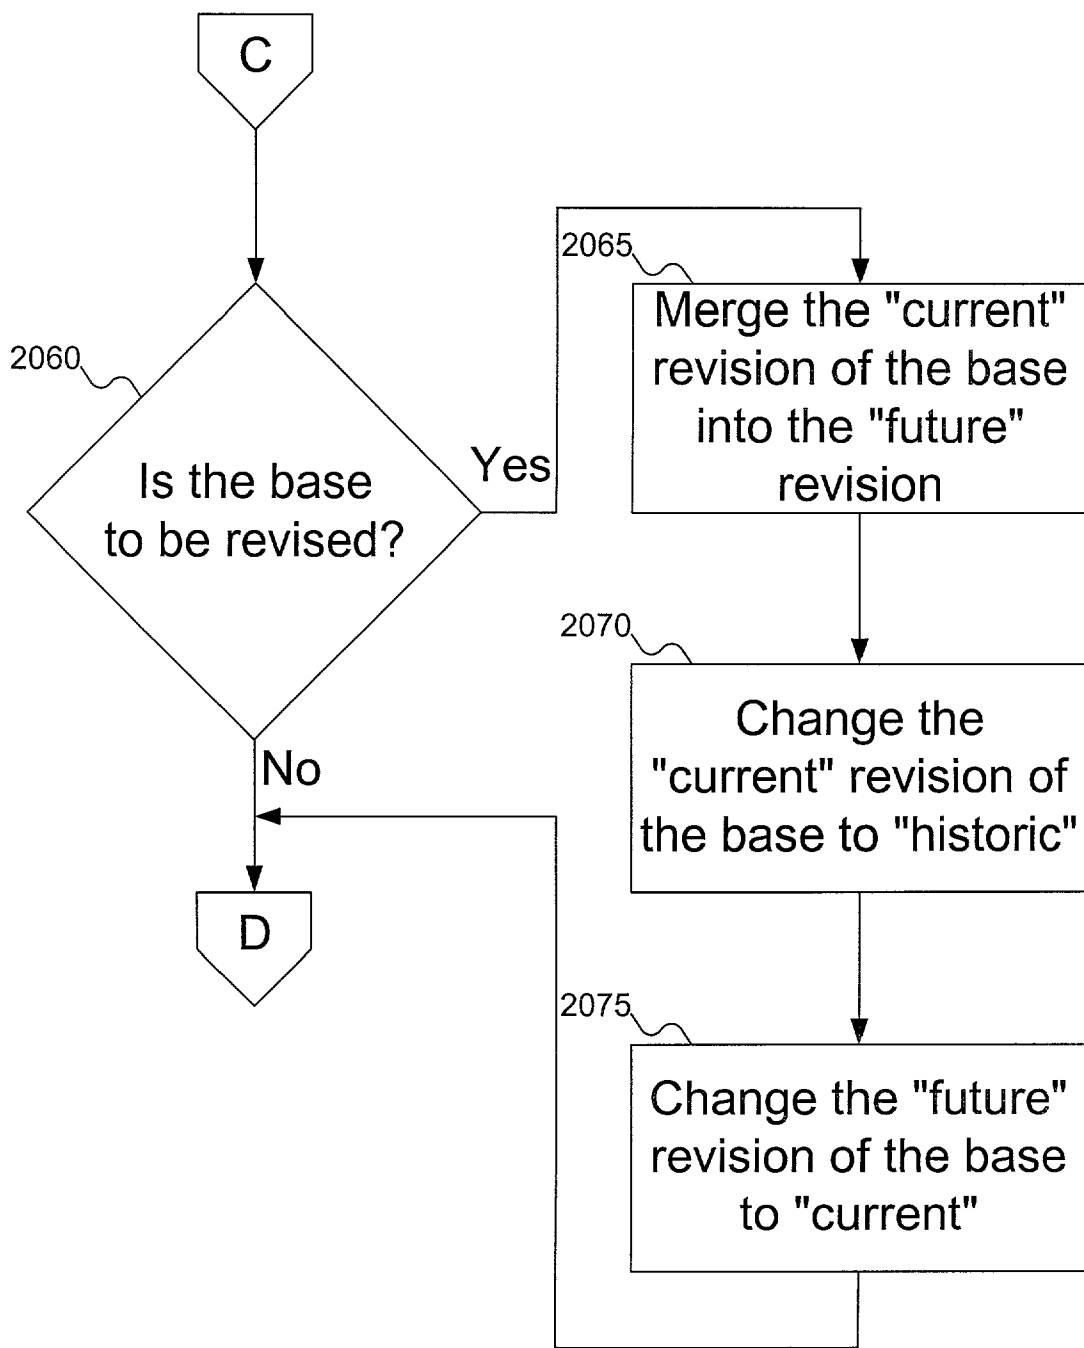 C
2060
Is the base
to be revised?
Yes
No
2065
Merge the "current"
revision of the base
into the "future"
revision
2070
Change the
"current" revision of
the base to "historic"
2075
Change the "future"
revision of the base
to "current"
D